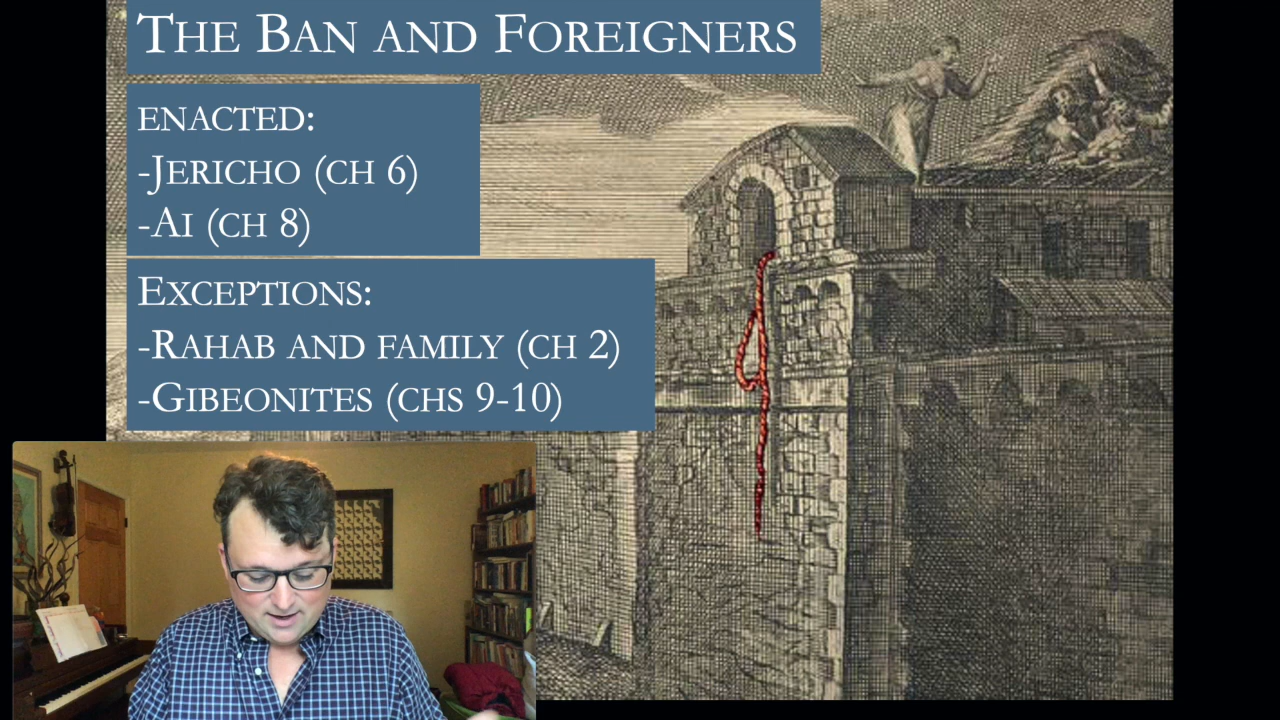 THE BAN AND FOREIGNERS
ENACTED:
-JERICHO (CH 6)
-AI (CH 8)
EXCEPTIONS:
-RAHAB AND FAMILY (CH 2)
-GIBEONITES (CHS 9-10)